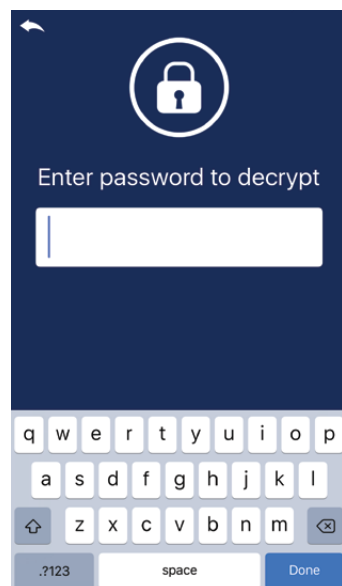 Enter password to decrypt
q w e r t y u i o p
a s d f g h j k l
z x c v b n m
.?123 space Done